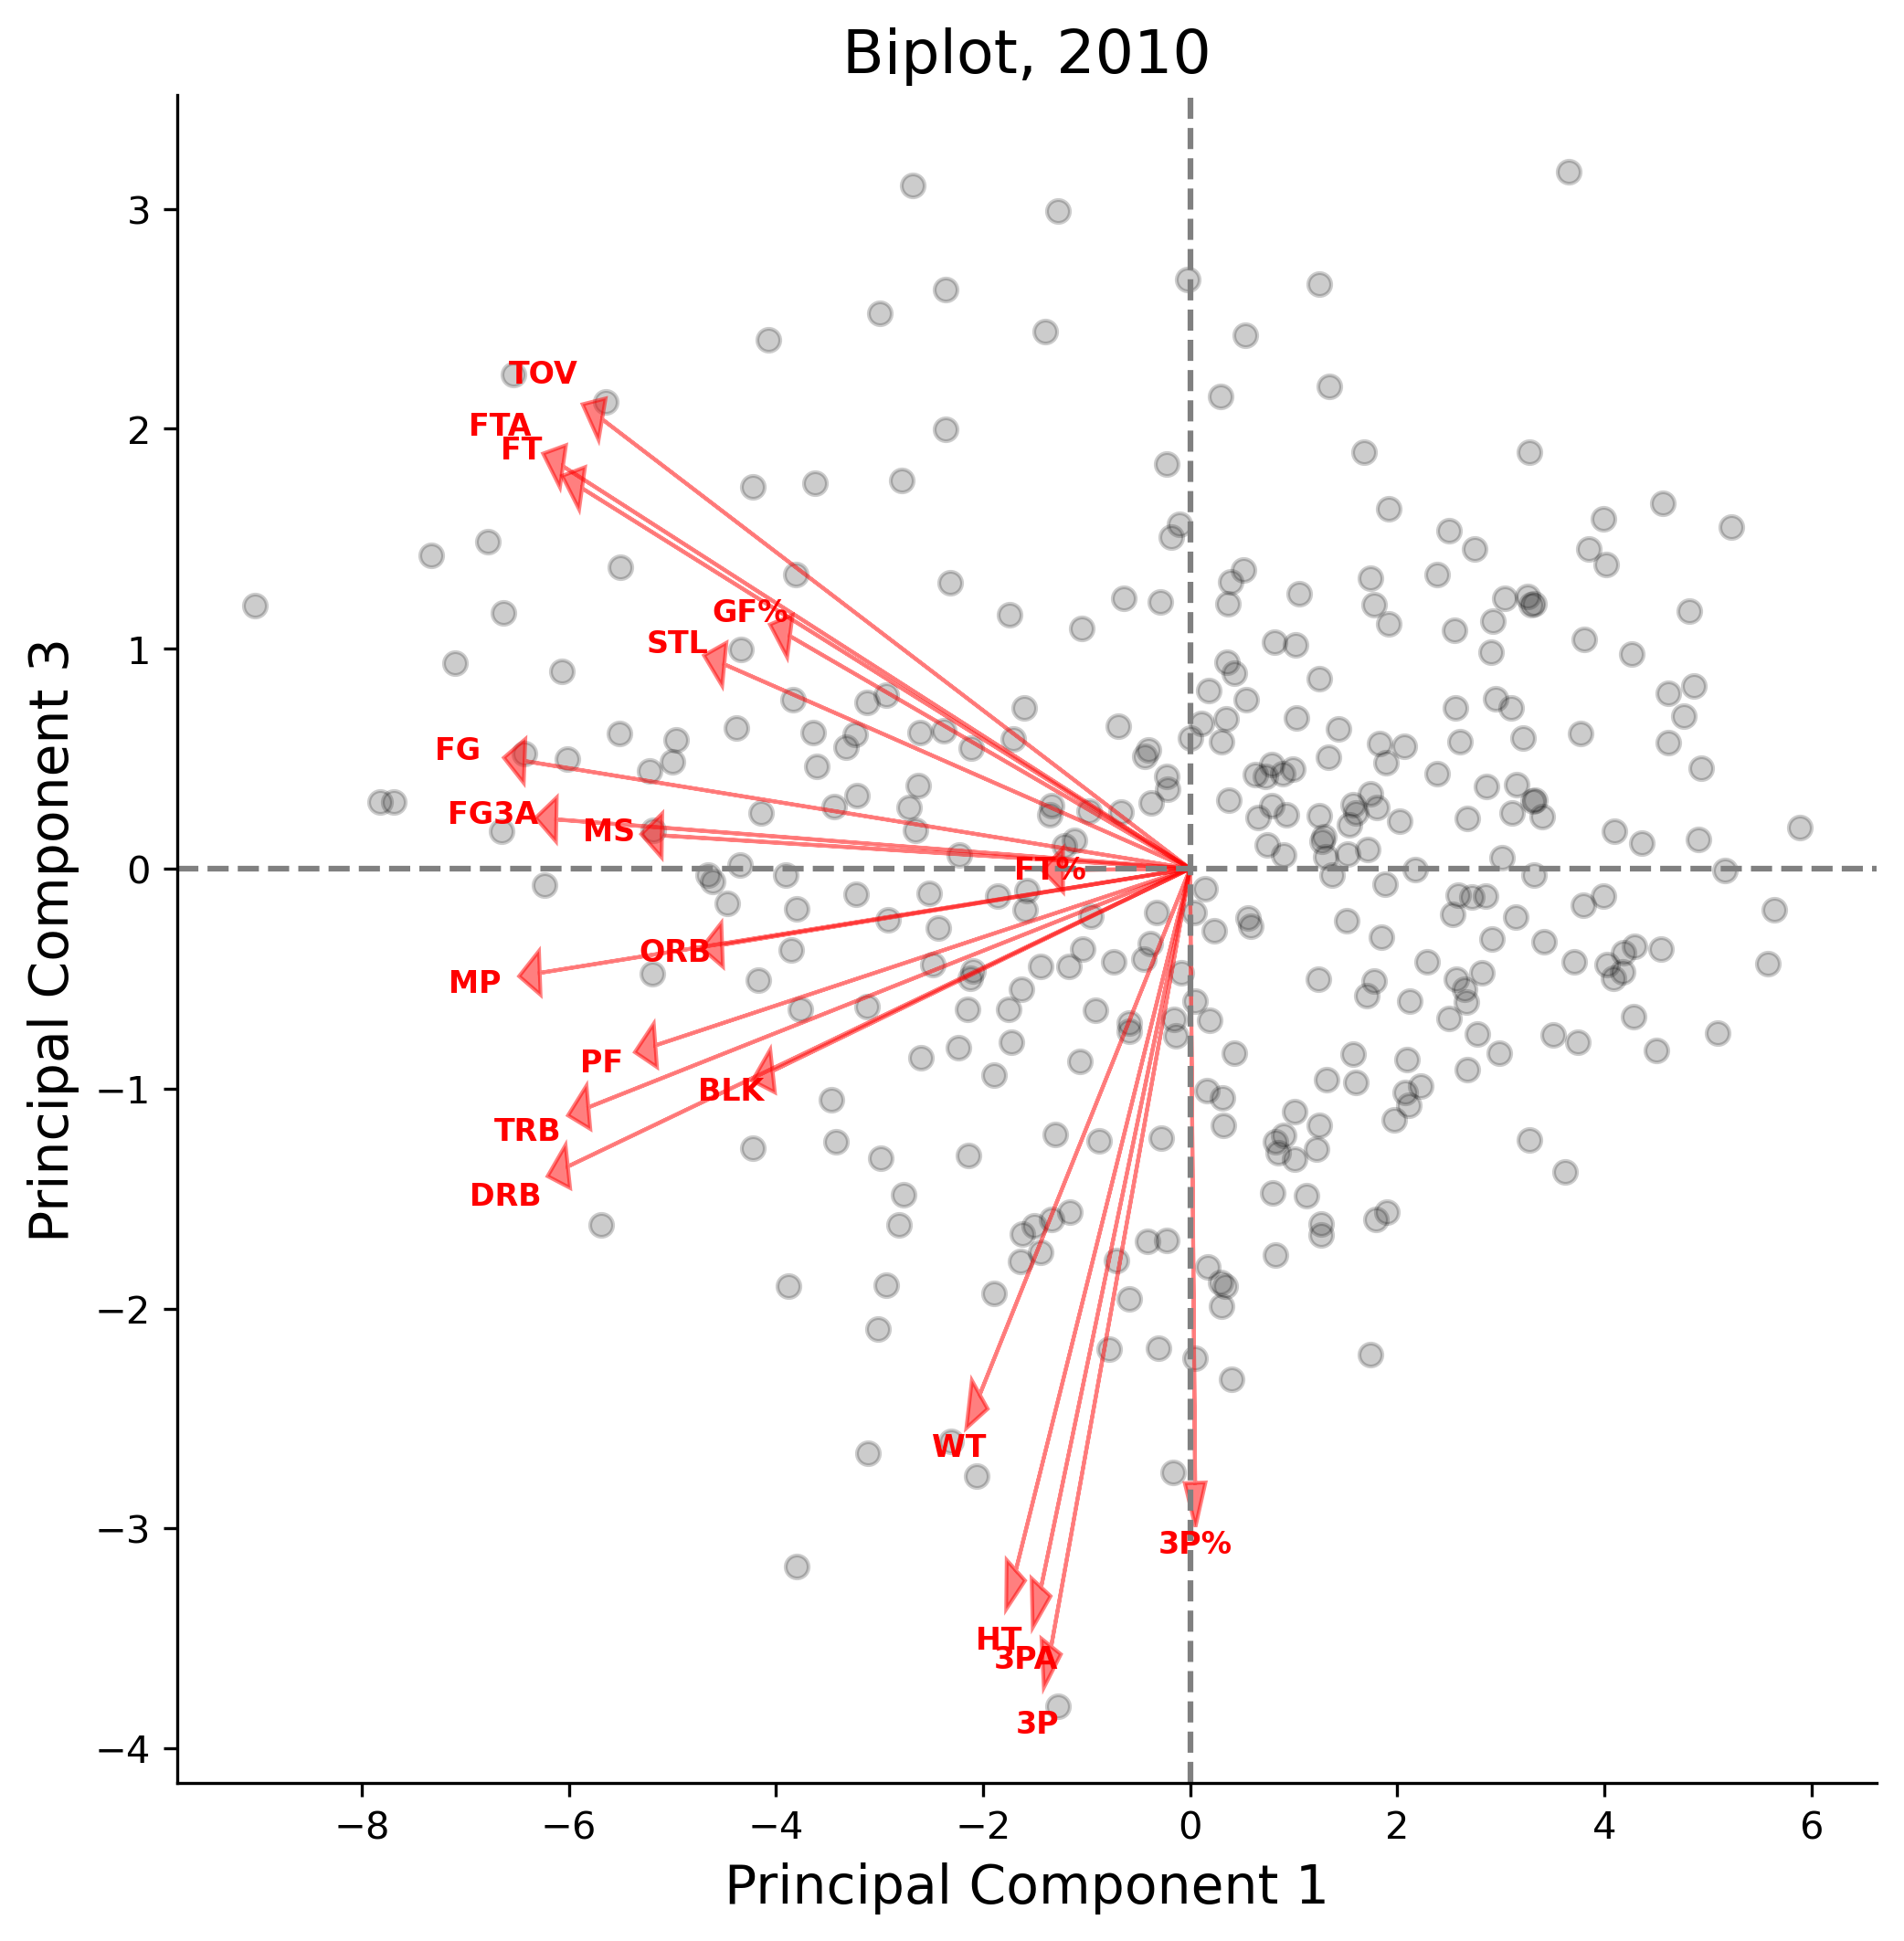 Biplot, 2010
Principal Component 3
3
2
1
0
−1
−2
−3
−4
TOV
FTA
FT
GF%
STL
FG
FG3A
MS
FT%
ORB
MP
PF
BLK
TRB
DRB
WT
3P%
HT
3PA
3P
−8
−6
−4
−2
0
2
4
6
Principal Component 1